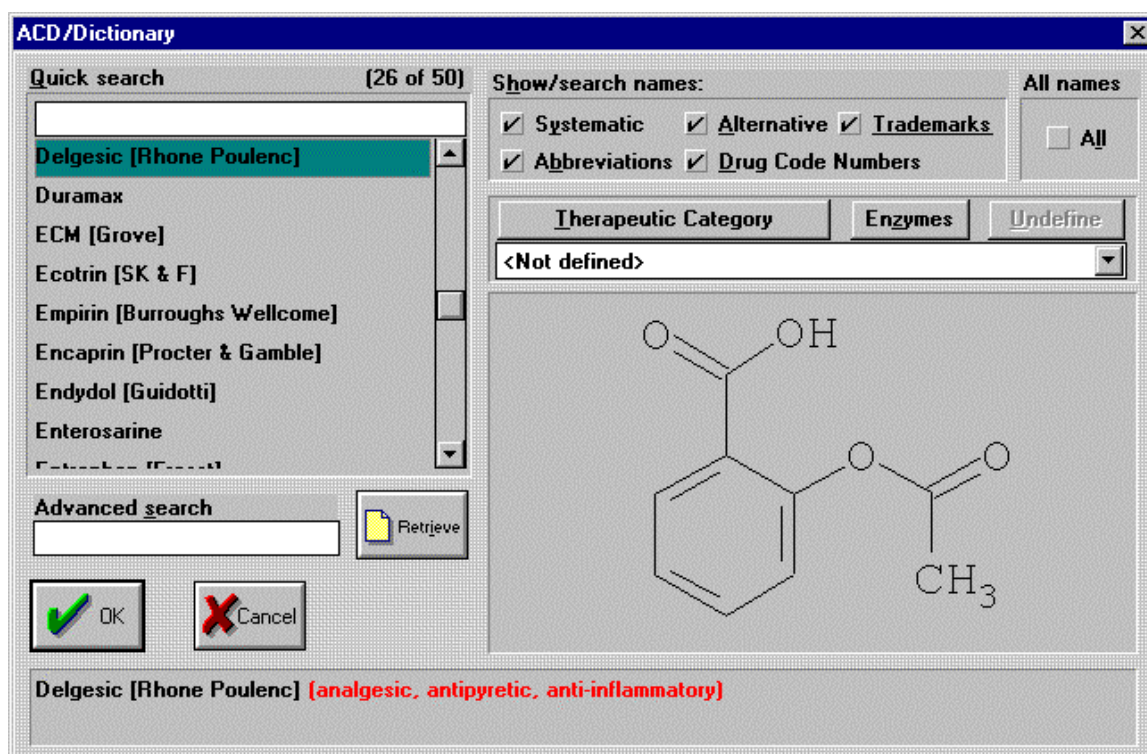 ACD/Dictionary
Quick search (26 of 50)
Delgesic [Rhone Poulenc]
Duramax
ECM [Grove]
Ecotrin [SK & F]
Empirin [Burroughs Wellcome]
Encaprin [Procter & Gamble]
Endydol [Guidotti]
Enterosarine
Advanced search
Retrieve
OK
Cancel
Show/search names:
Systematic Alternative Trademarks
Abbreviations Drug Code Numbers
All names
All
Therapeutic Category Enzymes Undefine
<Not defined>
O OH
O O
CH3
Delgesic [Rhone Poulenc] (analgesic, antipyretic, anti-inflammatory)